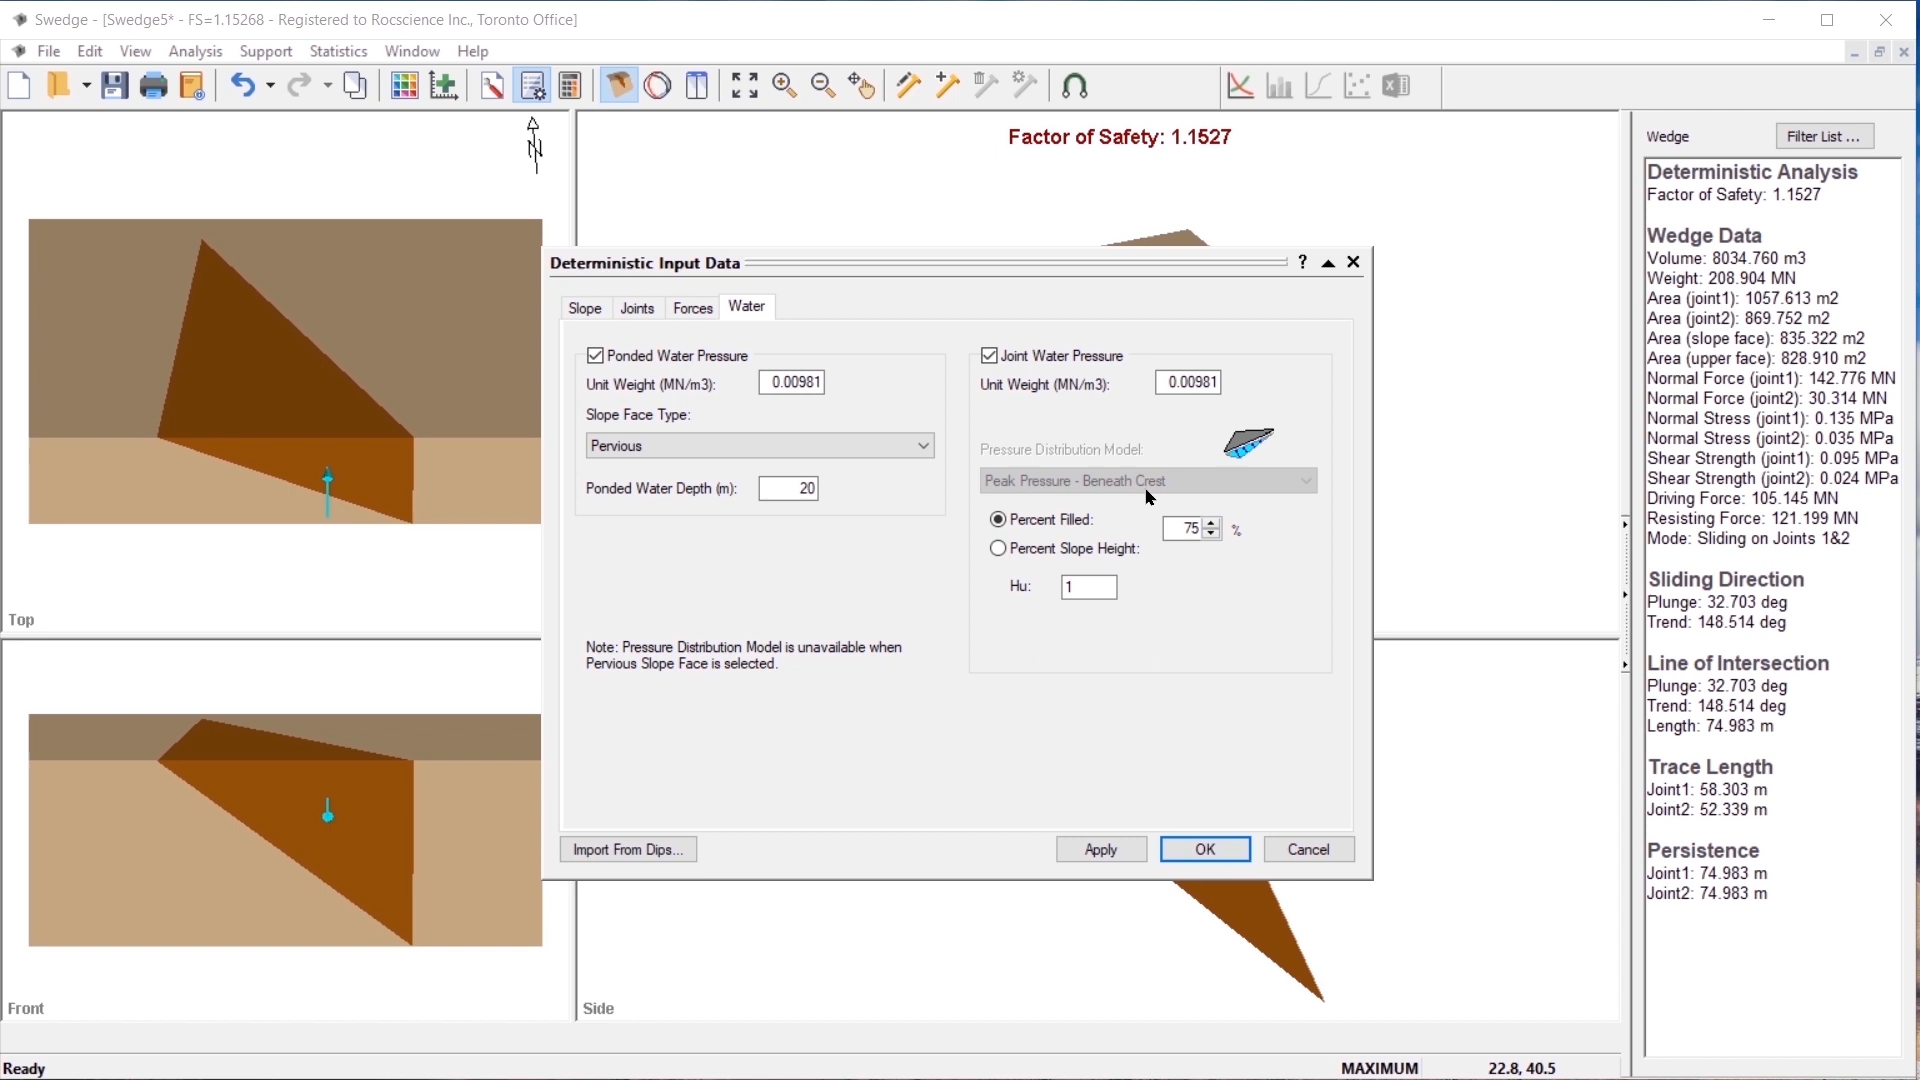 Swedge - [Swedge5* - FS=1.15268 - Registered to Rocscience Inc., Toronto Office]
File Edit View Analysis Support Statistics Window Help
N
Factor of Safety: 1.1527
Top
Front
Side
Deterministic Input Data ?
Slope Joints Forces Water
Ponded Water Pressure
Unit Weight (MN/m3): 0.00981
Slope Face Type:
Pervious
Ponded Water Depth (m): 20
Note: Pressure Distribution Model is unavailable when
Pervious Slope Face is selected.
Joint Water Pressure
Unit Weight (MN/m3): 0.00981
Pressure Distribution Model:
Peak Pressure - Beneath Crest
Percent Filled: 75 %
Percent Slope Height:
Hu: 1
Import From Dips... Apply OK Cancel
Wedge Filter List ...
Deterministic Analysis
Factor of Safety: 1.1527
Wedge Data
Volume: 8034.760 m3
Weight: 208.904 MN
Area (joint1): 1057.613 m2
Area (joint2): 869.752 m2
Area (slope face): 835.322 m2
Area (upper face): 828.910 m2
Normal Force (joint1): 142.776 MN
Normal Force (joint2): 30.314 MN
Normal Stress (joint1): 0.135 MPa
Normal Stress (joint2): 0.035 MPa
Shear Strength (joint1): 0.095 MPa
Shear Strength (joint2): 0.024 MPa
Driving Force: 105.145 MN
Resisting Force: 121.199 MN
Mode: Sliding on Joints 1&2
Sliding Direction
Plunge: 32.703 deg
Trend: 148.514 deg
Line of Intersection
Plunge: 32.703 deg
Trend: 148.514 deg
Length: 74.983 m
Trace Length
Joint1: 58.303 m
Joint2: 52.339 m
Persistence
Joint1: 74.983 m
Joint2: 74.983 m
Ready MAXIMUM 22.8, 40.5